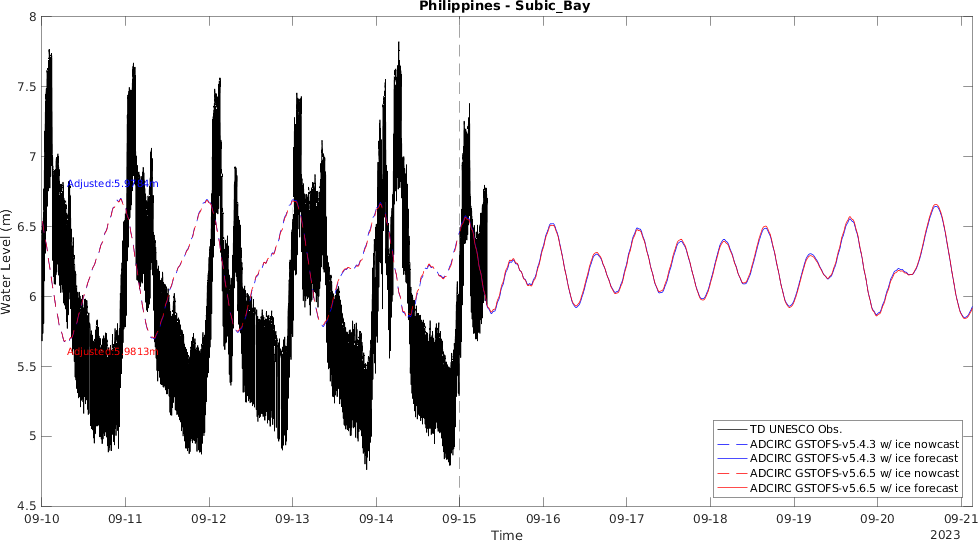 Philippines - Subic_Bay
8
7.5
7
6.5
6
5.5
5
4.5
Water Level (m)
Adjusted:5.9813m
TD UNESCO Obs.
ADCIRC GSTOFS-v5.4.3 w/ ice nowcast
ADCIRC GSTOFS-v5.4.3 w/ ice forecast
ADCIRC GSTOFS-v5.6.5 w/ ice nowcast
ADCIRC GSTOFS-v5.6.5 w/ ice forecast
09-10 09-11 09-12 09-13 09-14 09-15 09-16 09-17 09-18 09-19 09-20 09-21
2023
Time